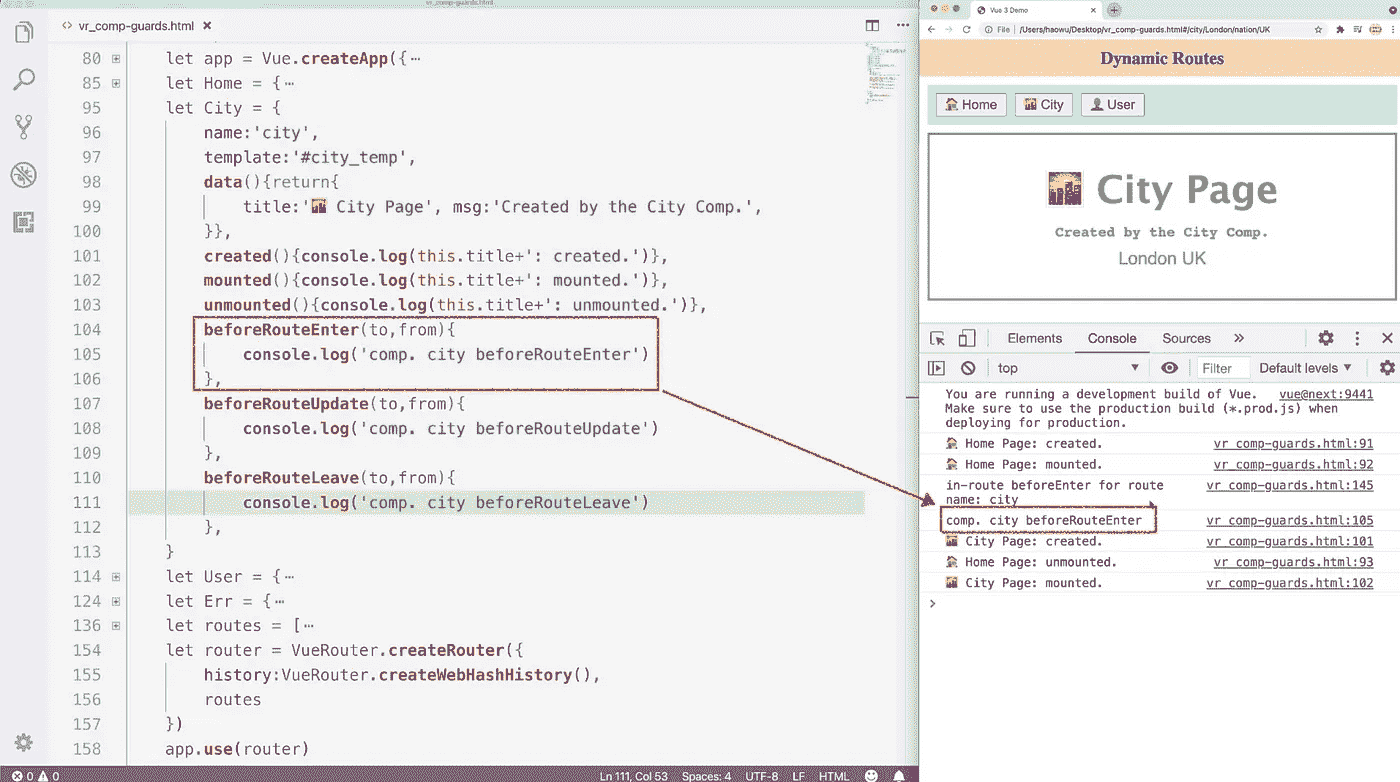 vr_comp-guards.html
vr_comp-guards.html
80 let app = Vue.createApp({⋯
85 let Home = {⋯
95 let City = {
96 name:'city',
97 template:'#city_temp',
98 data(){return{
99 title:'🌇 City Page', msg:'Created by the City Comp.',
100 }},
101 created(){console.log(this.title+': created.')},
102 mounted(){console.log(this.title+': mounted.')},
103 unmounted(){console.log(this.title+': unmounted.')},
104 beforeRouteEnter(to,from){
105 console.log('comp. city beforeRouteEnter')
106 },
107 beforeRouteUpdate(to,from){
108 console.log('comp. city beforeRouteUpdate')
109 },
110 beforeRouteLeave(to,from){
111 console.log('comp. city beforeRouteLeave')
112 },
113 }
114 let User = {⋯
124 let Err = {⋯
136 let routes = [⋯
154 let router = VueRouter.createRouter({
155 history:VueRouter.createWebHashHistory(),
156 routes
157 })
158 app.use(router)
0 0 Ln 111, Col 53 Spaces: 4 UTF-8 LF HTML
Vue 3 Demo
File /Users/haowu/Desktop/vr_comp-guards.html#/city/London/nation/UK
Dynamic Routes
🏠 Home 🌇 City 👤 User
🌇 City Page
Created by the City Comp.
London UK
Elements Console Sources »
top Filter Default levels
You are running a development build of Vue. vue@next:9441
Make sure to use the production build (*.prod.js) when
deploying for production.
🏠 Home Page: created. vr_comp-guards.html:91
🏠 Home Page: mounted. vr_comp-guards.html:92
in-route beforEnter for route vr_comp-guards.html:145
name: city
comp. city beforeRouteEnter vr_comp-guards.html:105
🌇 City Page: created. vr_comp-guards.html:101
🏠 Home Page: unmounted. vr_comp-guards.html:93
🌇 City Page: mounted. vr_comp-guards.html:102